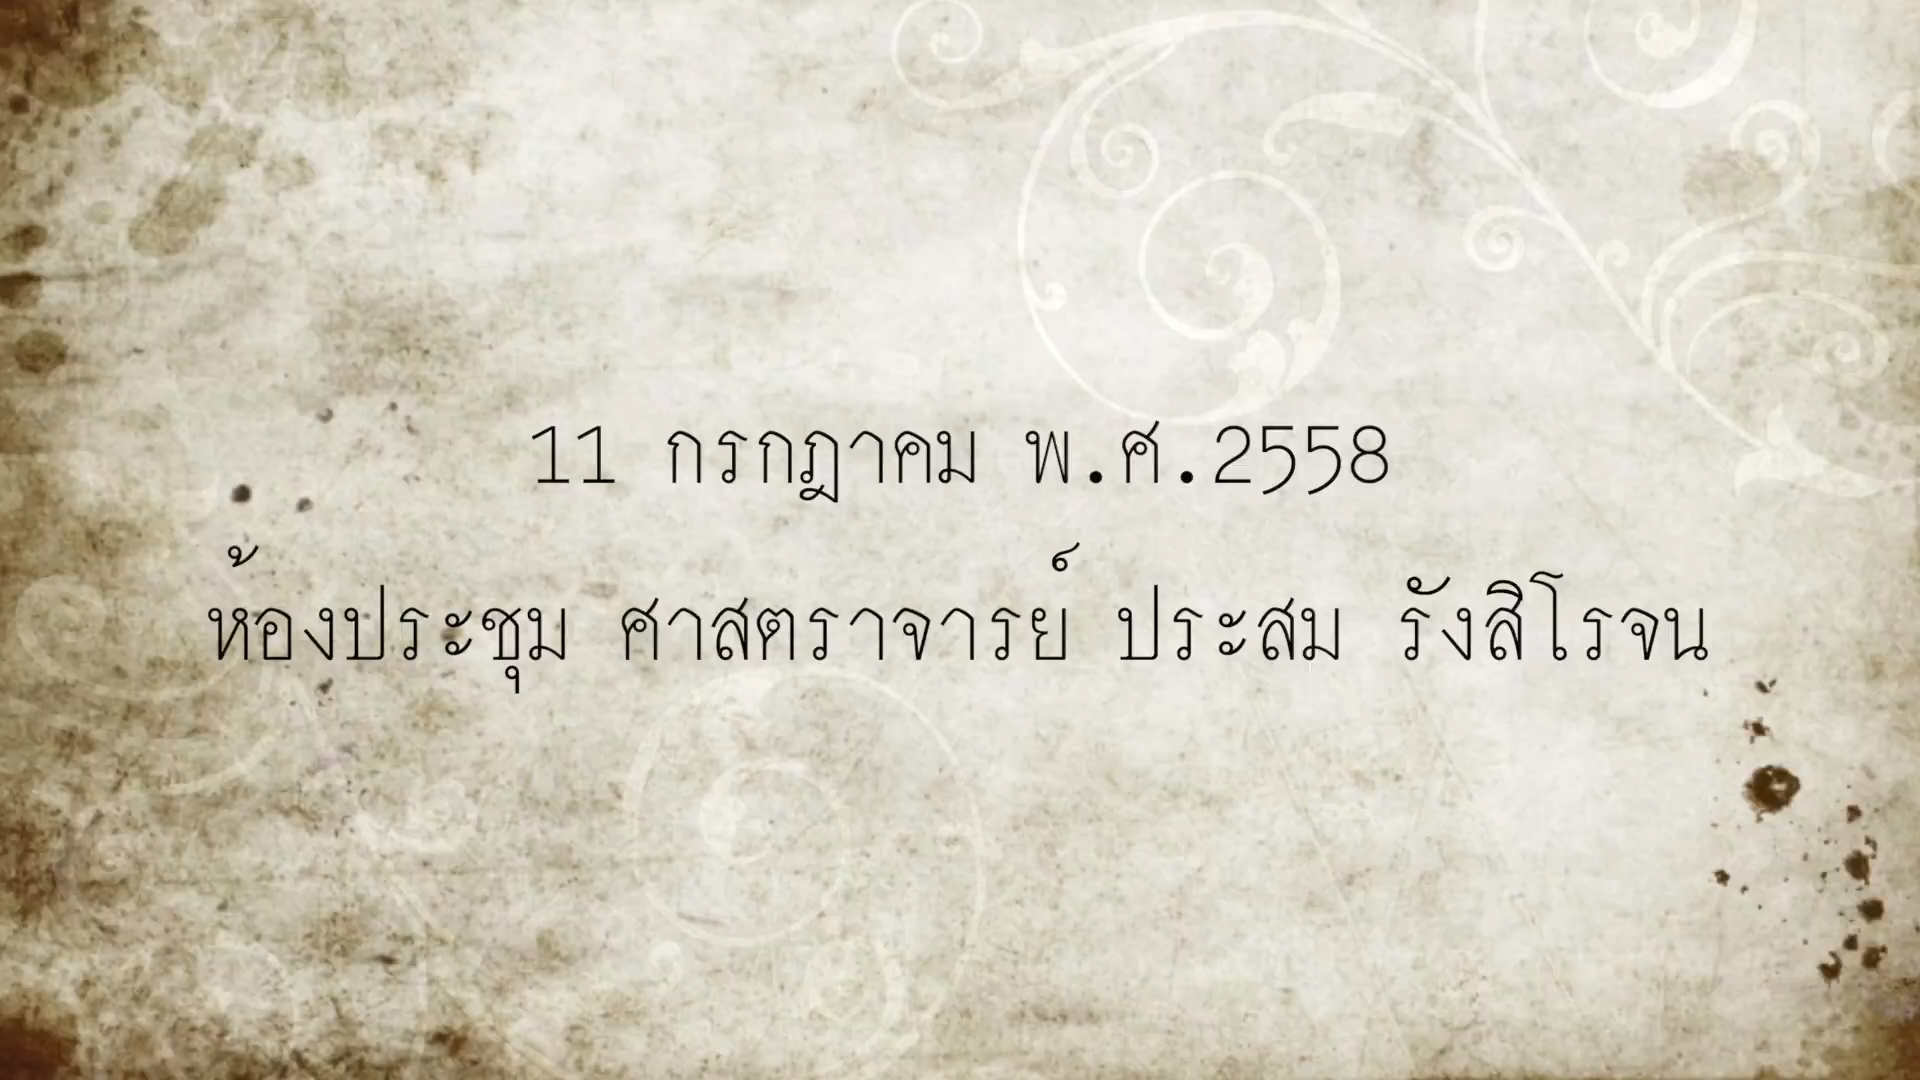 11 กรกฎาคม พ.ศ.2558
ห้องประชุม ศาสตราจารย์ ประสม รังสิโรจน